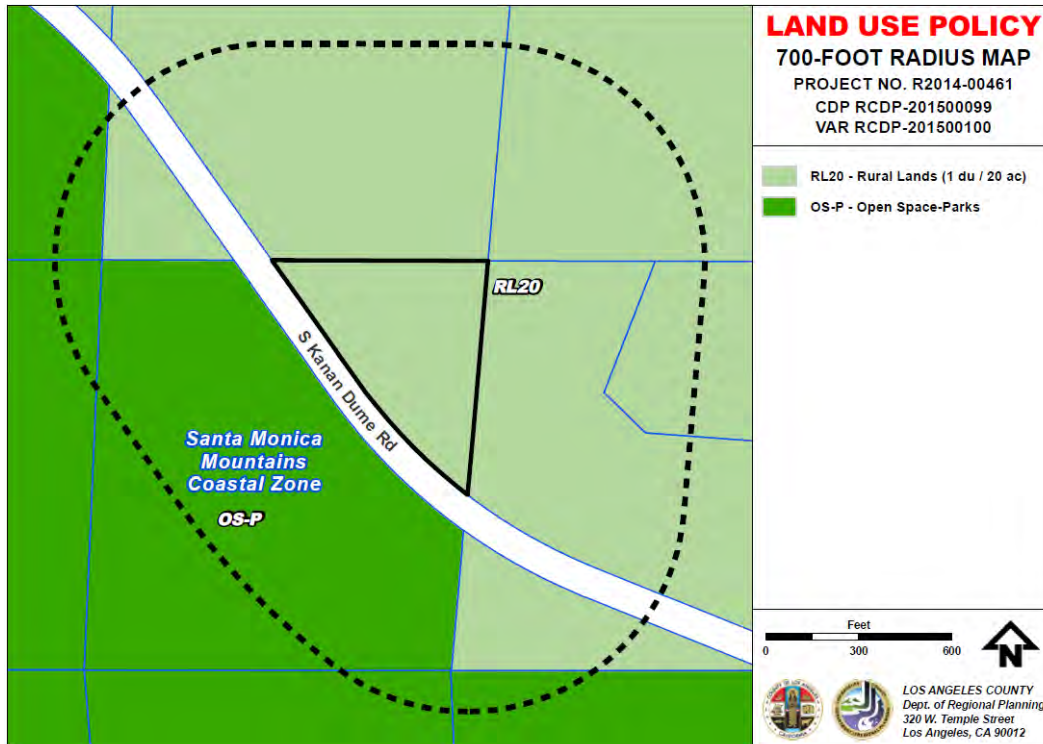 LAND USE POLICY
700-FOOT RADIUS MAP
PROJECT NO. R2014-00461
CDP RCDP-201500099
VAR RCDP-201500100
RL20 - Rural Lands (1 du / 20 ac)
OS-P - Open Space-Parks
RL20
S Kanan Dume Rd
Santa Monica
Mountains
Coastal Zone
OS-P
Feet
0 300 600
N
LOS ANGELES COUNTY
Dept. of Regional Planning
320 W. Temple Street
Los Angeles, CA 90012